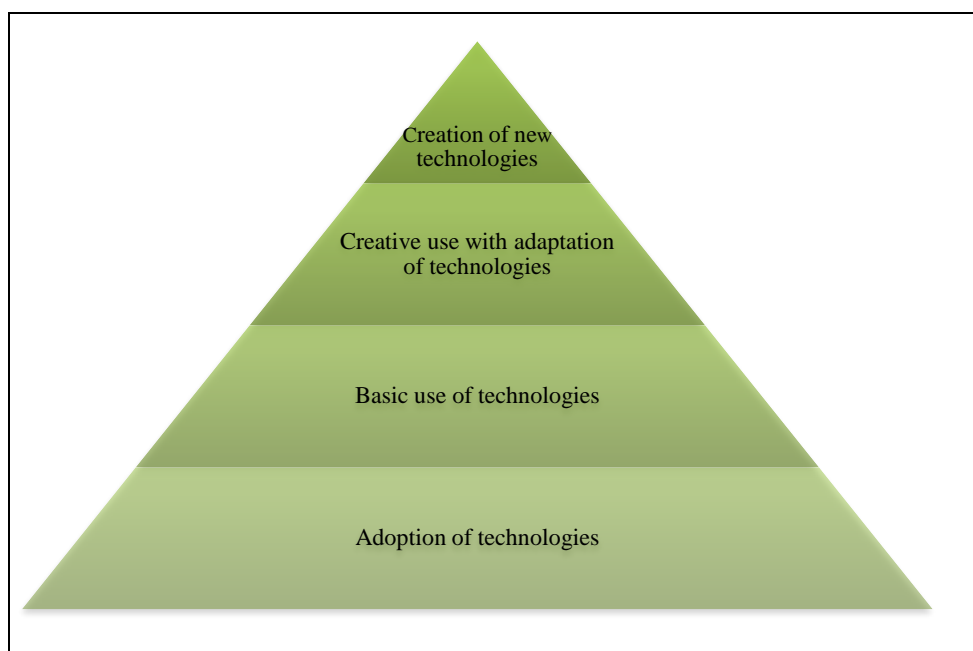 Creation of new
technologies
Creative use with adaptation
of technologies
Basic use of technologies
Adoption of technologies